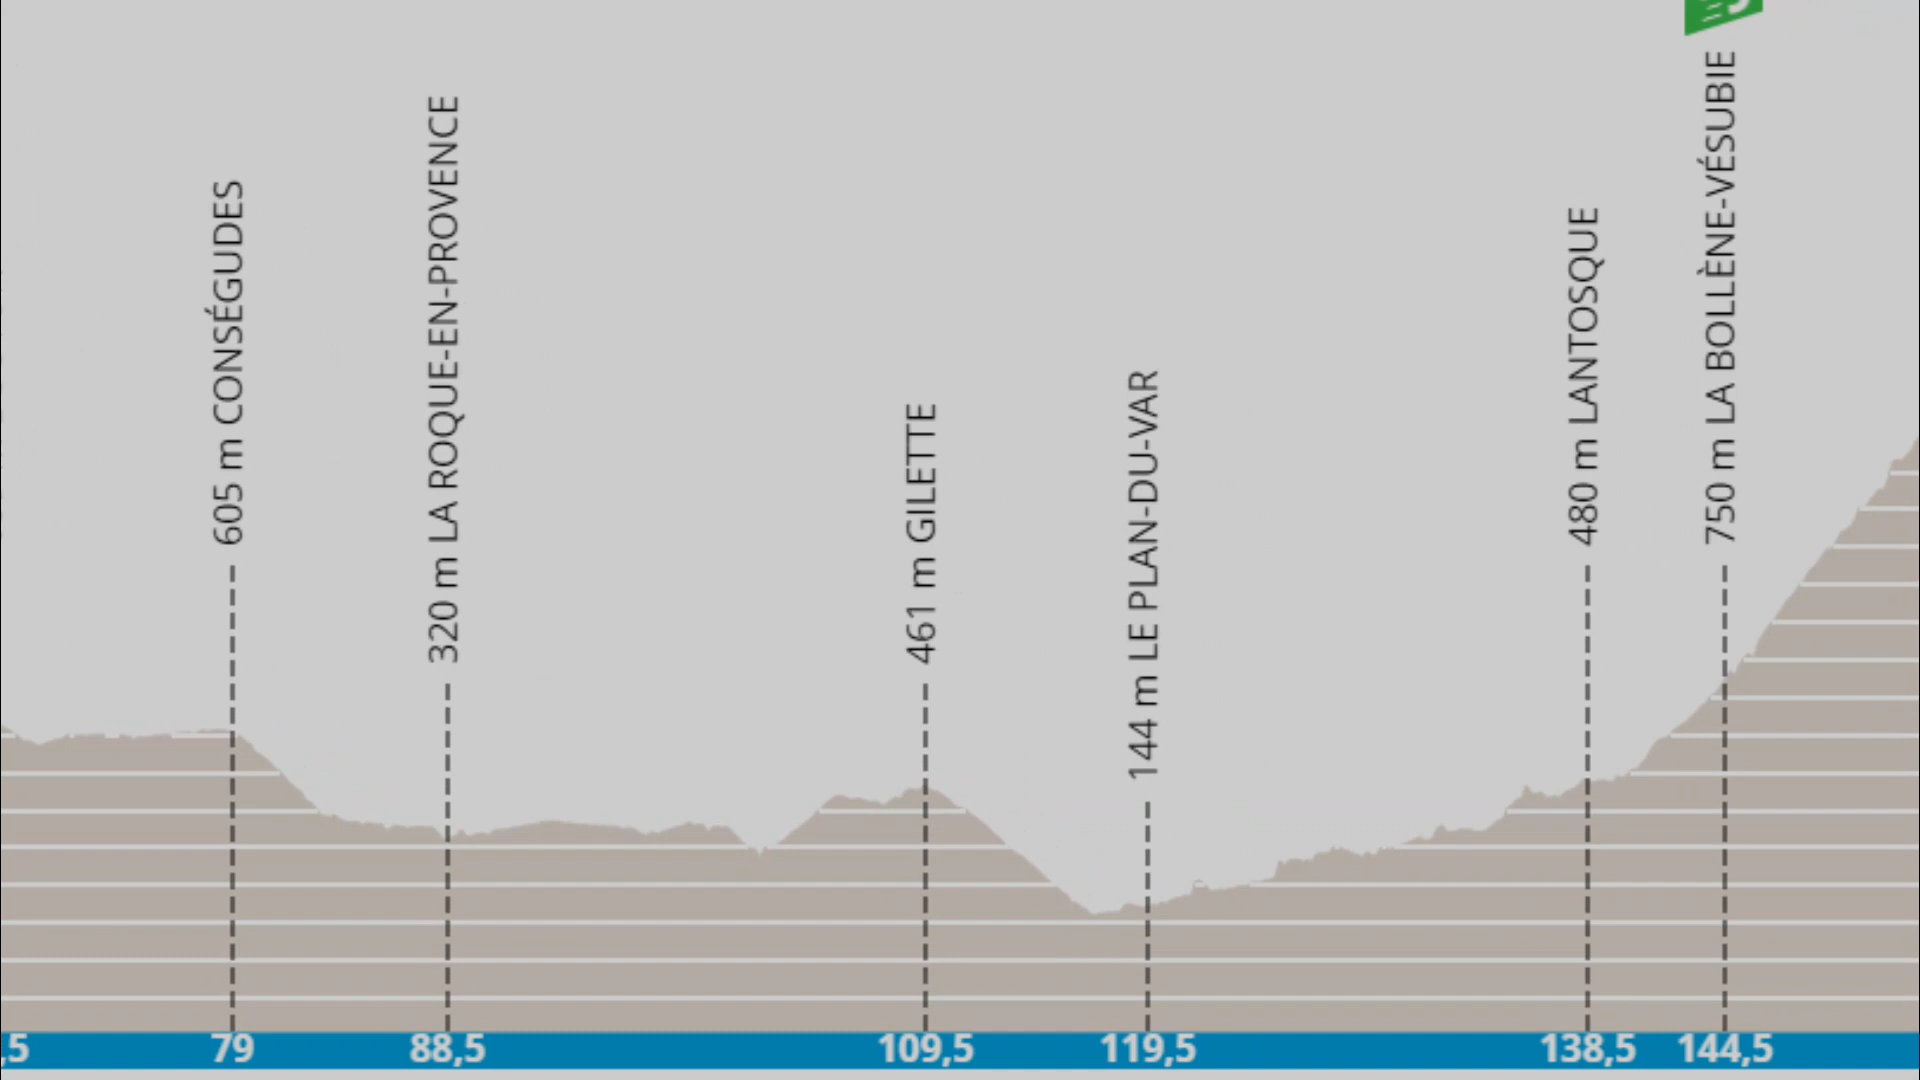 605 m CONSÉGUDES
320 m LA ROQUE-EN-PROVENCE
461 m GILETTE
144 m LE PLAN-DU-VAR
480 m LANTOSQUE
750 m LA BOLLÈNE-VÉSUBIE
,5 79 88,5 109,5 119,5 138,5 144,5